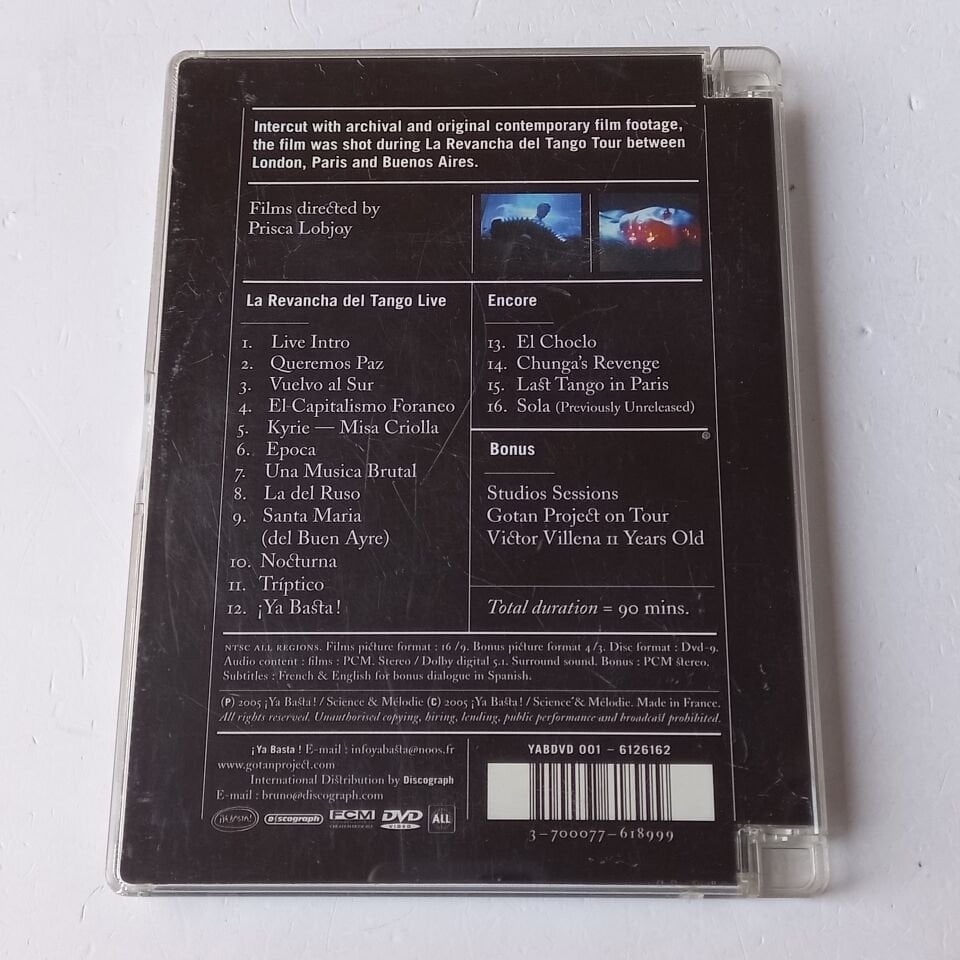 Intercut with archival and original contemporary film footage,
the film was shot during La Revancha del Tango Tour between
London, Paris and Buenos Aires.
Films directed by
Prisca Lobjoy
La Revancha del Tango Live
1. Live Intro
2. Queremos Paz
3. Vuelvo al Sur
4. El Capitalismo Foraneo
5. Kyrie — Misa Criolla
6. Epoca
7. Una Musica Brutal
8. La del Ruso
9. Santa Maria
(del Buen Ayre)
10. Nocturna
11. Tríptico
12. ¡Ya Basta!
Encore
13. El Choclo
14. Chunga's Revenge
15. Last Tango in Paris
16. Sola (Previously Unreleased)
Bonus
Studios Sessions
Gotan Project on Tour
Victor Villena 11 Years Old
Total duration = 90 mins.
NTSC ALL REGIONS. Films picture format : 16/9. Bonus picture format 4/3. Disc format : Dvd-9.
Audio content : films : PCM. Stereo / Dolby digital 5.1. Surround sound. Bonus : PCM stereo.
Subtitles : French & English for bonus dialogue in Spanish.
(P) 2005 ¡Ya Basta! / Science & Mélodie (C) 2005 ¡Ya Basta! / Science & Mélodie. Made in France.
All rights reserved. Unauthorised copying, hiring, lending, public performance and broadcast prohibited.
¡Ya Basta! E-mail : infoyabasta@noos.fr
www.gotanproject.com
International Distribution by Discograph
E-mail : bruno@discograph.com
¡Ya Basta! discograph FCM DVD VIDEO ALL
YABDVD 001 – 6126162
3-700077-618999